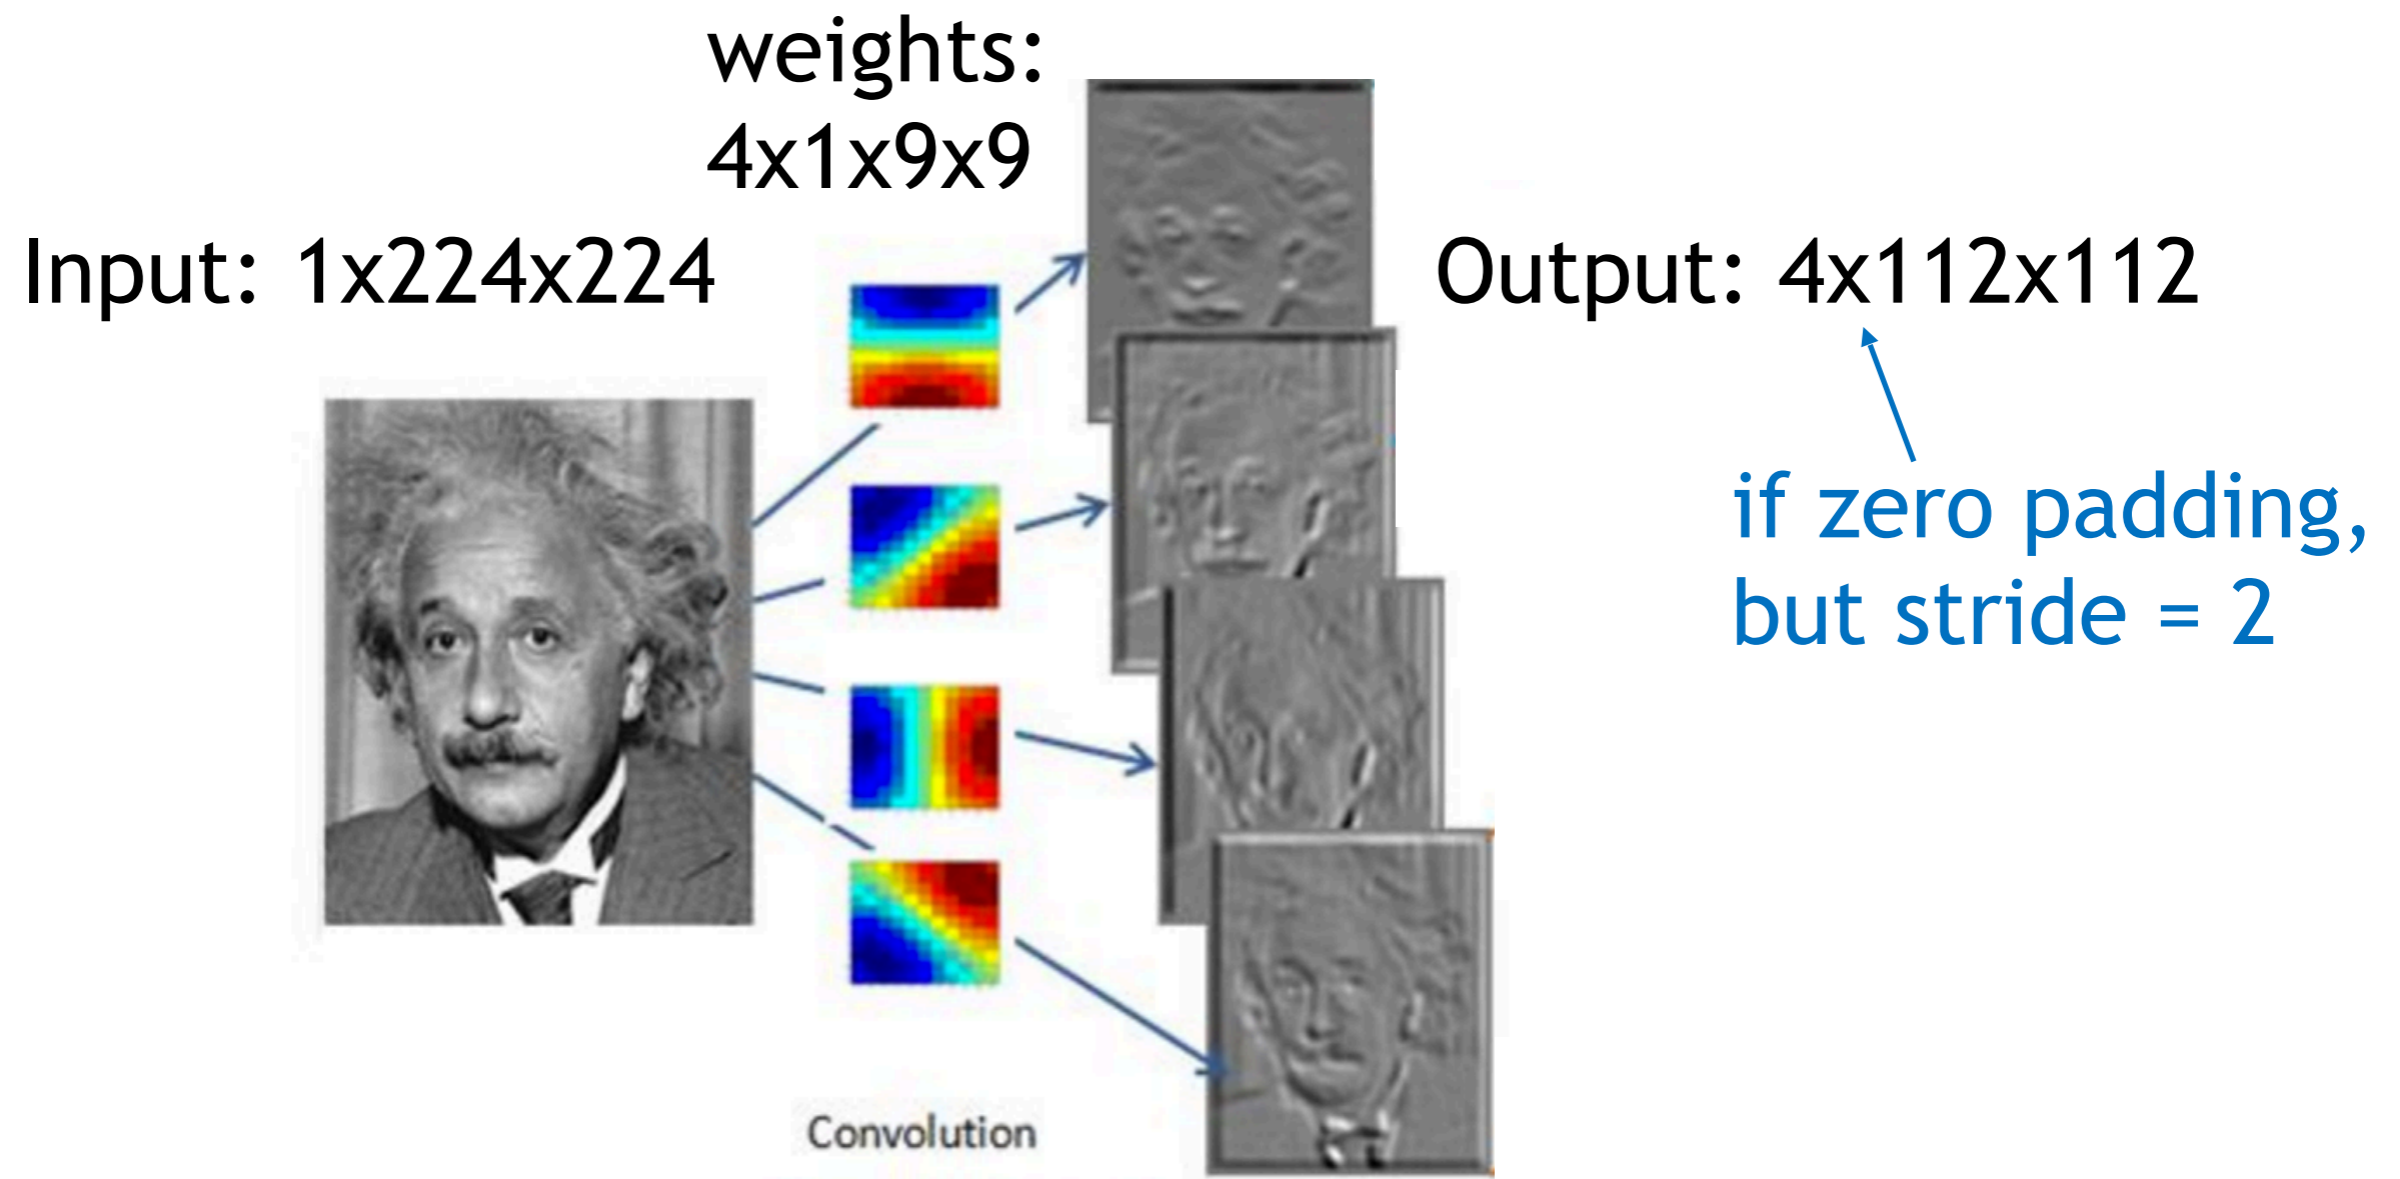 weights:
4x1x9x9
Input: 1x224x224
Output: 4x112x112
if zero padding,
but stride = 2
Convolution